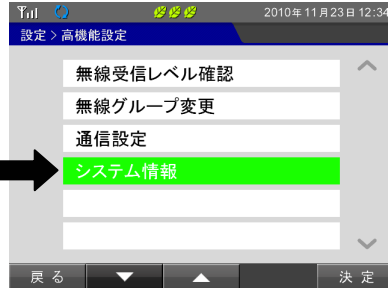 2010年11月23日 12:34
設定 > 高機能設定
無線受信レベル確認
無線グループ変更
通信設定
システム情報
戻る ▼ ▲ 決定